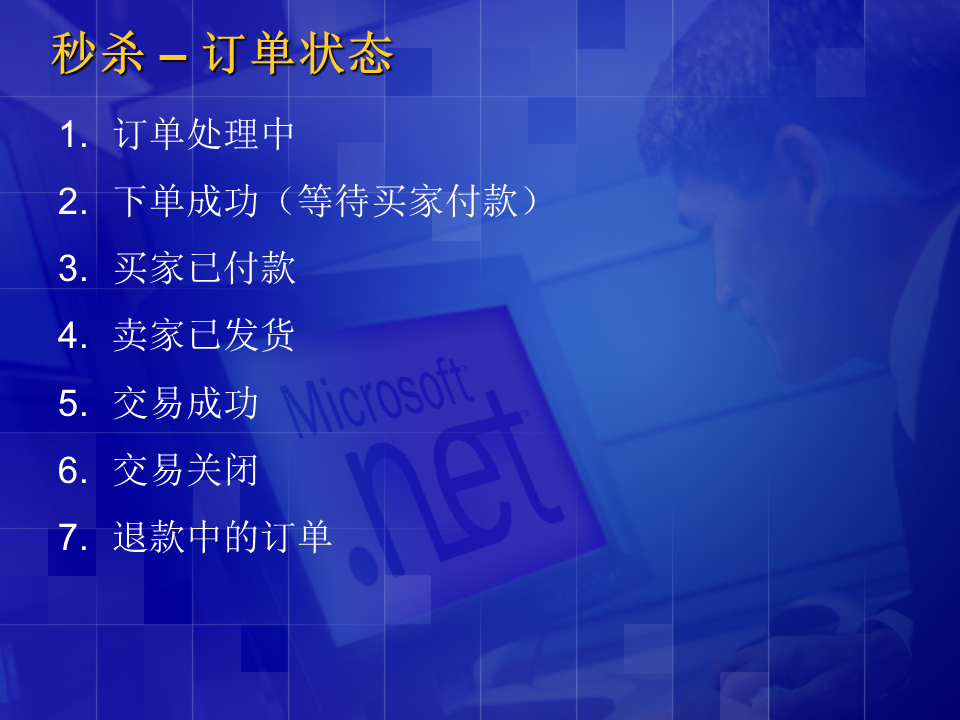 秒杀 – 订单状态
1. 订单处理中
2. 下单成功（等待买家付款）
3. 买家已付款
4. 卖家已发货
5. 交易成功
6. 交易关闭
7. 退款中的订单
Microsoft
.net